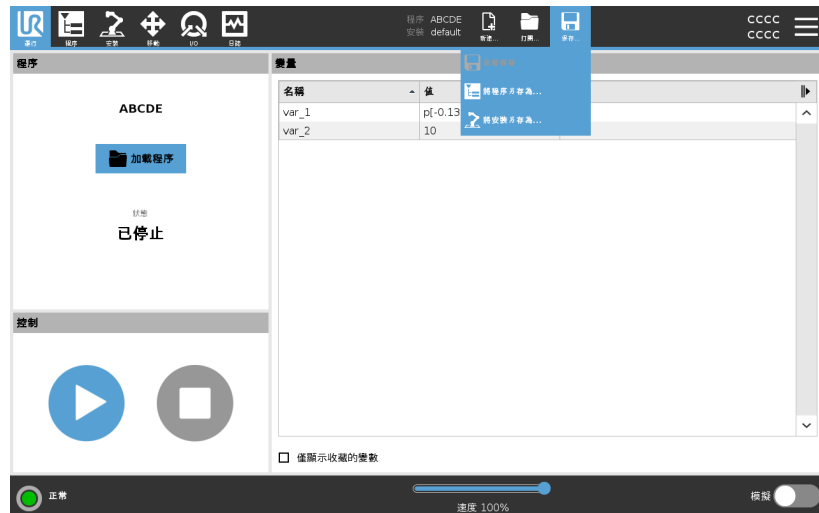 UR
程序 ABCDE
安裝 default
CCCC
CCCC
運行
程序
安裝
移動
I/O
日誌
新建...
打開...
保存...
程序
變量
將程序另存為...
將安裝另存為...
名稱
值
var_1
p[-0.13
var_2
10
ABCDE
加載程序
狀態
已停止
控制
僅顯示收藏的變數
正常
速度 100%
模擬